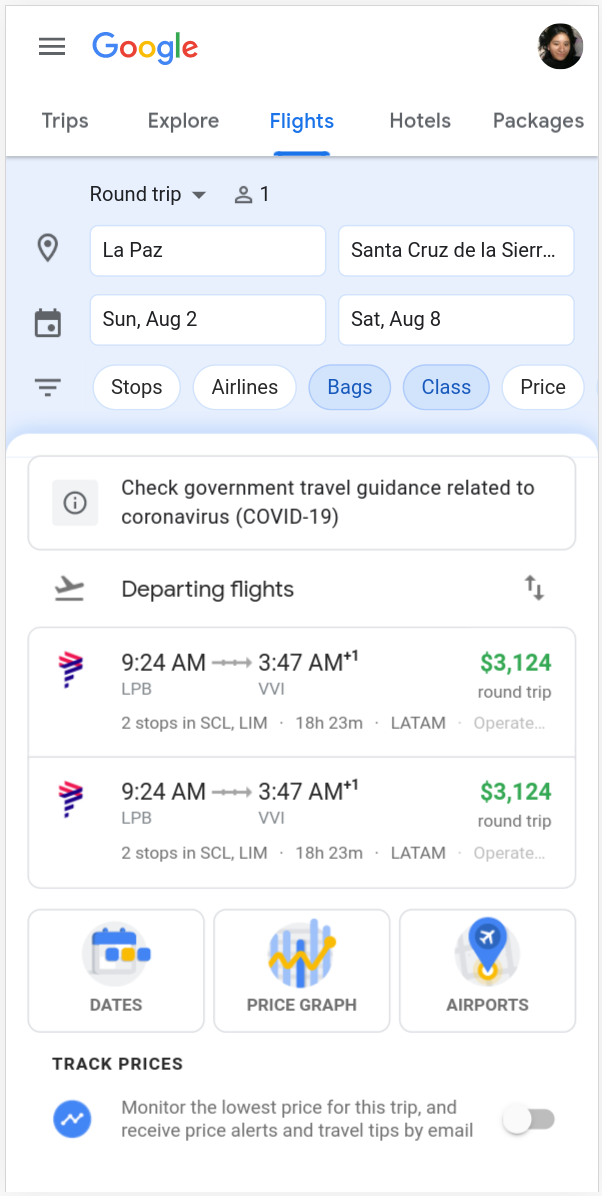 Google
Trips Explore Flights Hotels Packages
Round trip 1
La Paz Santa Cruz de la Sierr...
Sun, Aug 2 Sat, Aug 8
Stops Airlines Bags Class Price
Check government travel guidance related to
coronavirus (COVID-19)
Departing flights
9:24 AM 3:47 AM+1 $3,124
LPB VVI round trip
2 stops in SCL, LIM · 18h 23m · LATAM · Operate...
9:24 AM 3:47 AM+1 $3,124
LPB VVI round trip
2 stops in SCL, LIM · 18h 23m · LATAM · Operate...
DATES PRICE GRAPH AIRPORTS
TRACK PRICES
Monitor the lowest price for this trip, and
receive price alerts and travel tips by email